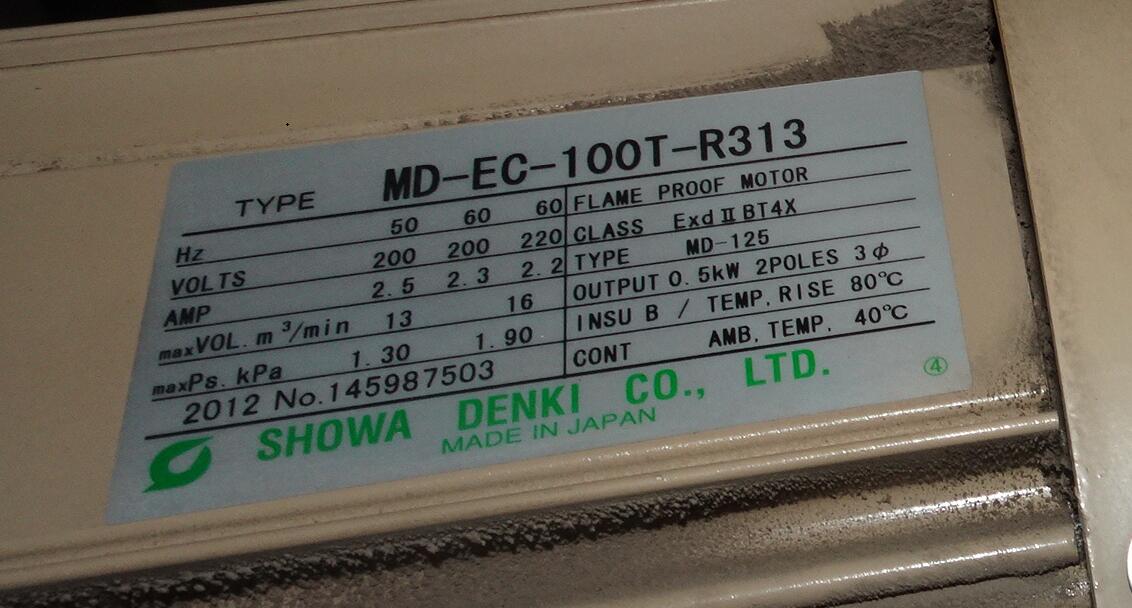 TYPE MD-EC-100T-R313
Hz 50 60 60
VOLTS 200 200 220
AMP 2.5 2.3 2.2
maxVOL. m³/min 13 16
maxPs. kPa 1.30 1.90
2012 No.145987503
FLAME PROOF MOTOR
CLASS ExdⅡBT4X
TYPE MD-125
OUTPUT 0.5kW 2POLES 3φ
INSU B / TEMP. RISE 80℃
CONT AMB. TEMP. 40℃
SHOWA DENKI CO., LTD.
MADE IN JAPAN
④